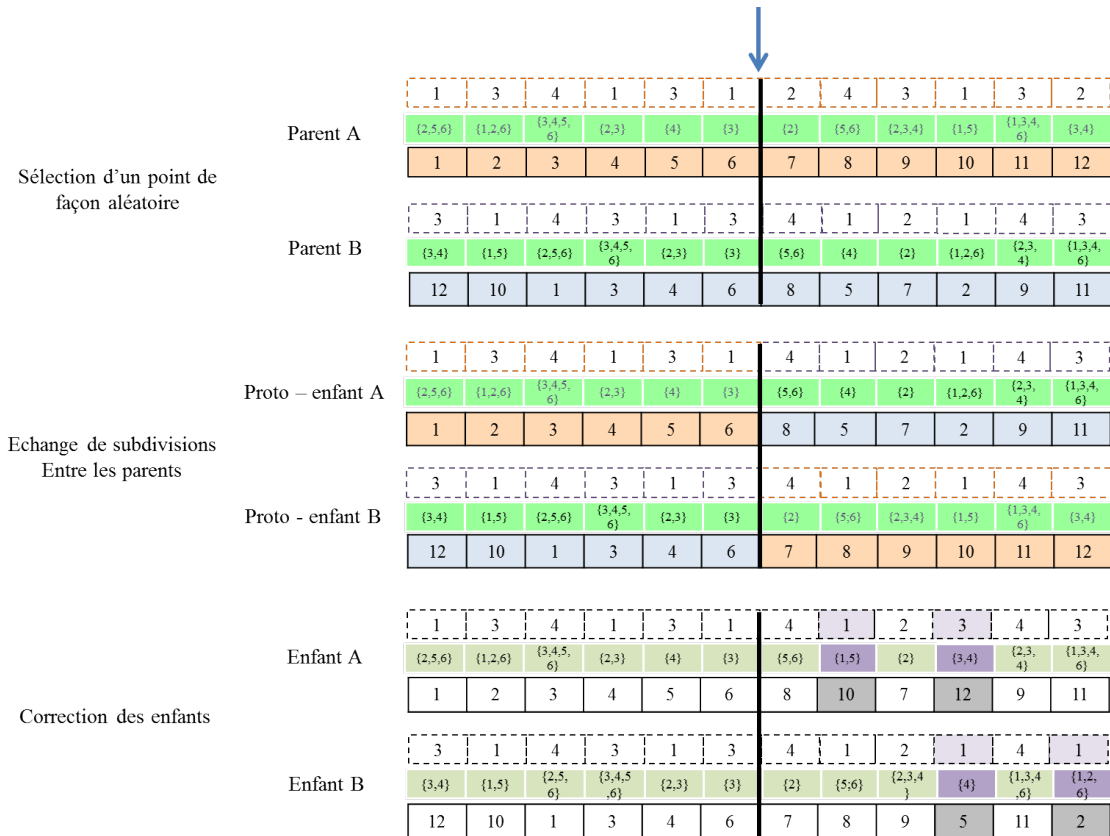 1 3 4 1 3 1 2 4 3 1 3 2
Parent A
{2,5,6} {1,2,6} {3,4,5,6} {2,3} {4} {3} {2} {5,6} {2,3,4} {1,5} {1,3,4,6} {3,4}
1 2 3 4 5 6 7 8 9 10 11 12
Sélection d'un point de
façon aléatoire
3 1 4 3 1 3 4 1 2 1 4 3
Parent B
{3,4} {1,5} {2,5,6} {3,4,5,6} {2,3} {3} {5,6} {4} {2} {1,2,6} {2,3,4} {1,3,4,6}
12 10 1 3 4 6 8 5 7 2 9 11
1 3 4 1 3 1 4 1 2 1 4 3
Proto – enfant A
{2,5,6} {1,2,6} {3,4,5,6} {2,3} {4} {3} {5,6} {4} {2} {1,2,6} {2,3,4} {1,3,4,6}
1 2 3 4 5 6 8 5 7 2 9 11
Echange de subdivisions
Entre les parents
3 1 4 3 1 3 4 1 2 1 4 3
Proto - enfant B
{3,4} {1,5} {2,5,6} {3,4,5,6} {2,3} {3} {2} {5;6} {2,3,4} {1,5} {1,3,4,6} {3,4}
12 10 1 3 4 6 7 8 9 10 11 12
1 3 4 1 3 1 4 1 2 3 4 3
Enfant A
{2,5,6} {1,2,6} {3,4,5,6} {2,3} {4} {3} {5,6} {1,5} {2} {3,4} {2,3,4} {1,3,4,6}
1 2 3 4 5 6 8 10 7 12 9 11
Correction des enfants
3 1 4 3 1 3 4 1 2 1 4 1
Enfant B
{3,4} {1,5} {2,5,6} {3,4,5,6} {2,3} {3} {2} {5;6} {2,3,4} {4} {1,3,4,6} {1,2,6}
12 10 1 3 4 6 7 8 9 5 11 2